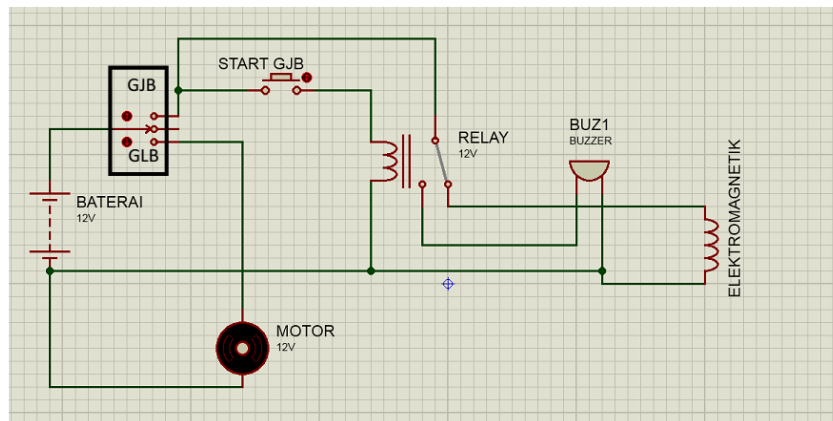 START GJB
GJB
GLB
RELAY
12V
BUZ1
BUZZER
BATERAI
12V
ELEKTROMAGNETIK
MOTOR
12V